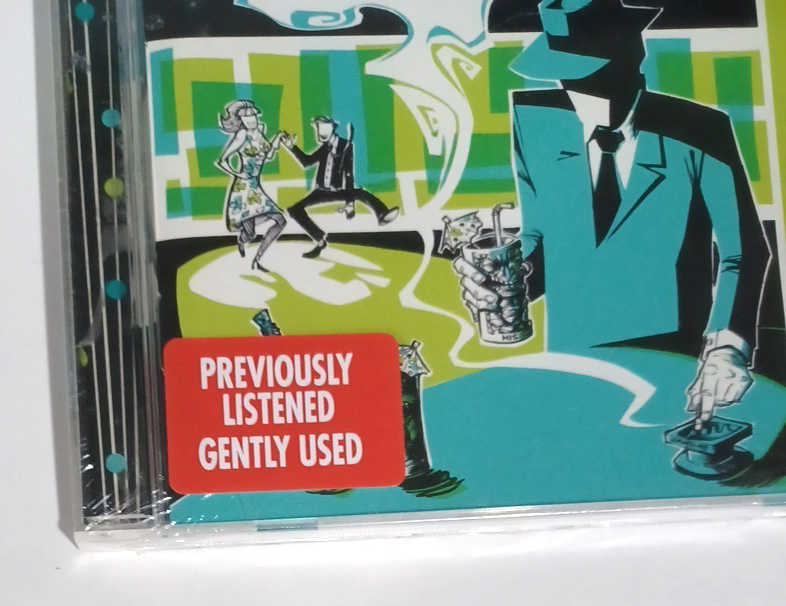 HIS
PREVIOUSLY
LISTENED
GENTLY USED